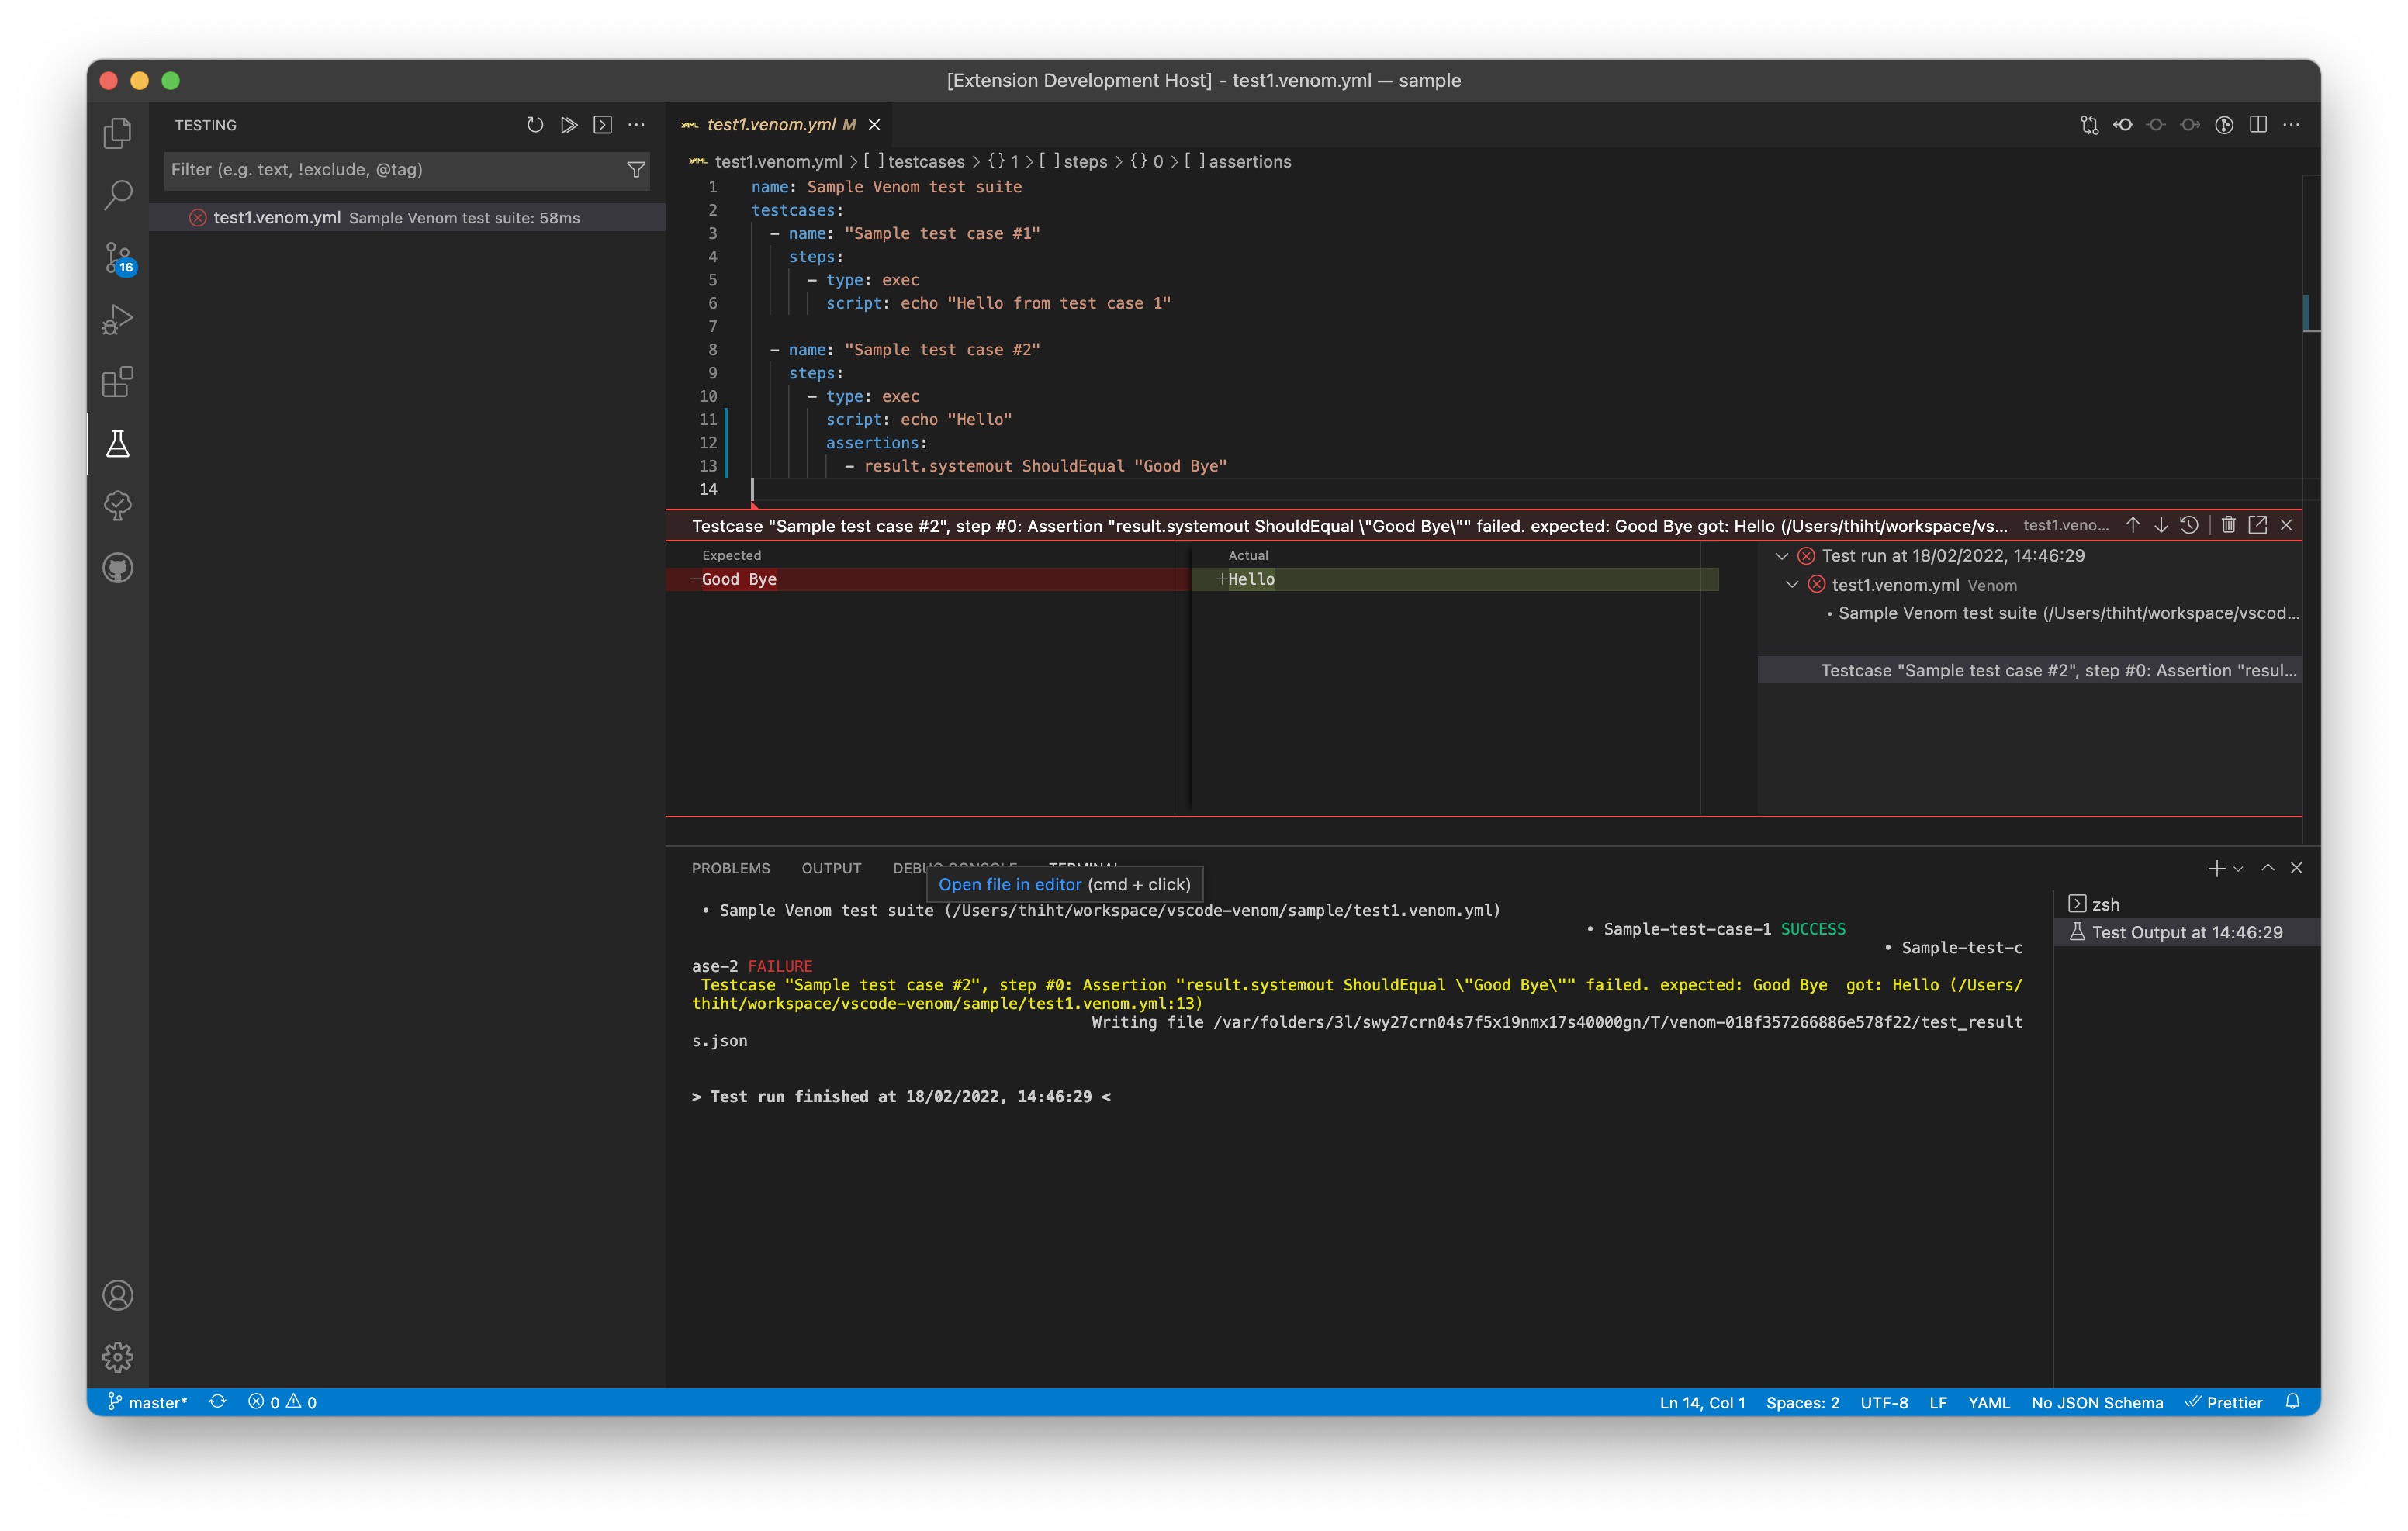 [Extension Development Host] - test1.venom.yml — sample
TESTING
Filter (e.g. text, !exclude, @tag)
test1.venom.yml Sample Venom test suite: 58ms
16
YAML test1.venom.yml M
YAML test1.venom.yml > [ ] testcases > {} 1 > [ ] steps > {} 0 > [ ] assertions
1 name: Sample Venom test suite
2 testcases:
3 - name: "Sample test case #1"
4 steps:
5 - type: exec
6 script: echo "Hello from test case 1"
7
8 - name: "Sample test case #2"
9 steps:
10 - type: exec
11 script: echo "Hello"
12 assertions:
13 - result.systemout ShouldEqual "Good Bye"
14
Testcase "Sample test case #2", step #0: Assertion "result.systemout ShouldEqual \"Good Bye\"" failed. expected: Good Bye got: Hello (/Users/thiht/workspace/vs... test1.veno...
Expected
—Good Bye
Actual
+Hello
Test run at 18/02/2022, 14:46:29
test1.venom.yml Venom
• Sample Venom test suite (/Users/thiht/workspace/vscod...
Testcase "Sample test case #2", step #0: Assertion "resul...
PROBLEMS OUTPUT DEBUG CONSOLE TERMINAL
Open file in editor (cmd + click)
• Sample Venom test suite (/Users/thiht/workspace/vscode-venom/sample/test1.venom.yml)
• Sample-test-case-1 SUCCESS
• Sample-test-c
ase-2 FAILURE
Testcase "Sample test case #2", step #0: Assertion "result.systemout ShouldEqual \"Good Bye\"" failed. expected: Good Bye  got: Hello (/Users/
thiht/workspace/vscode-venom/sample/test1.venom.yml:13)
Writing file /var/folders/3l/swy27crn04s7f5x19nmx17s40000gn/T/venom-018f357266886e578f22/test_result
s.json
> Test run finished at 18/02/2022, 14:46:29 <
zsh
Test Output at 14:46:29
master* 0 0
Ln 14, Col 1 Spaces: 2 UTF-8 LF YAML No JSON Schema Prettier